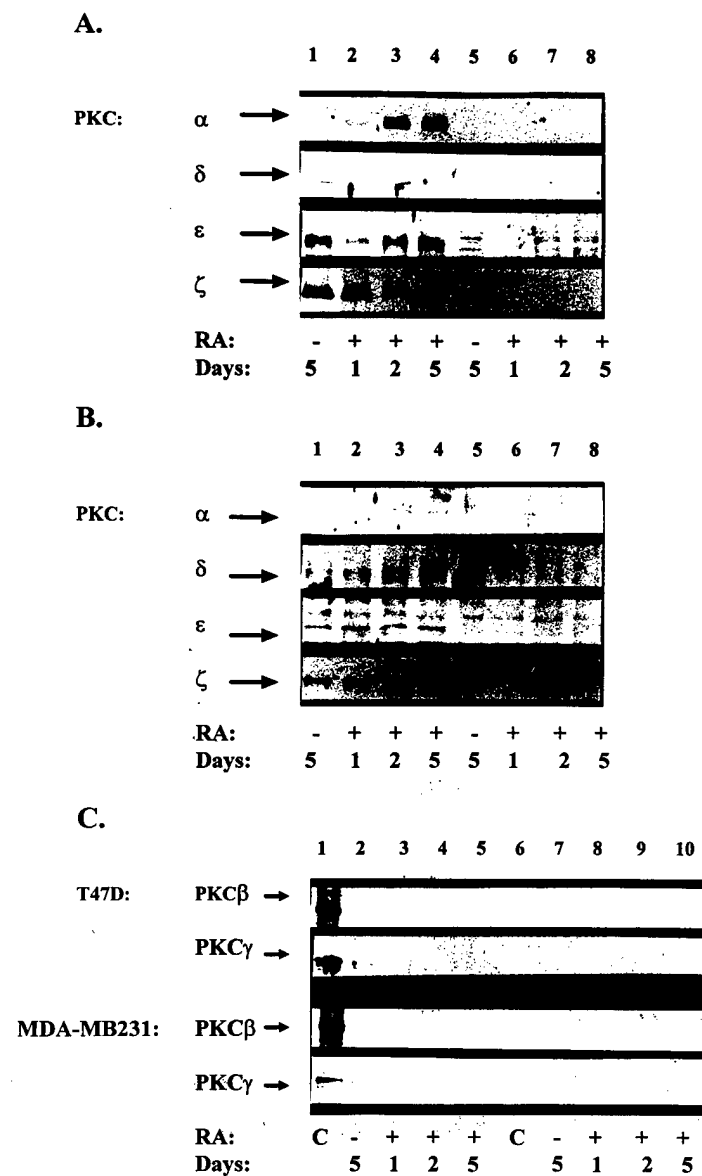 A.
1 2 3 4 5 6 7 8
PKC: α
δ
ε
ζ
RA: - + + + - + + +
Days: 5 1 2 5 5 1 2 5
B.
1 2 3 4 5 6 7 8
PKC: α
δ
ε
ζ
RA: - + + + - + + +
Days: 5 1 2 5 5 1 2 5
C.
1 2 3 4 5 6 7 8 9 10
T47D: PKCβ
PKCγ
MDA-MB231: PKCβ
PKCγ
RA: C - + + + C - + + +
Days: 5 1 2 5 5 1 2 5